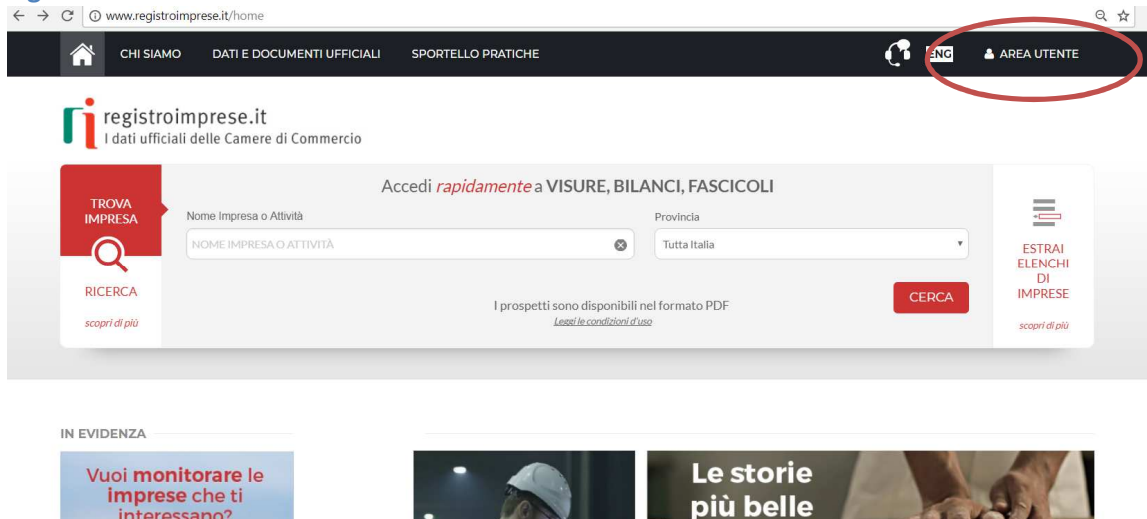 www.registroimprese.it/home
CHI SIAMO DATI E DOCUMENTI UFFICIALI SPORTELLO PRATICHE ENG AREA UTENTE
registroimprese.it
I dati ufficiali delle Camere di Commercio
Accedi rapidamente a VISURE, BILANCI, FASCICOLI
TROVA
IMPRESA
Nome Impresa o Attività Provincia
NOME IMPRESA O ATTIVITÀ Tutta Italia
RICERCA
scopri di più
I prospetti sono disponibili nel formato PDF
Leggi le condizioni d'uso
CERCA
ESTRAI
ELENCHI
DI
IMPRESE
scopri di più
IN EVIDENZA
Vuoi monitorare le
imprese che ti
interessano?
Le storie
più belle